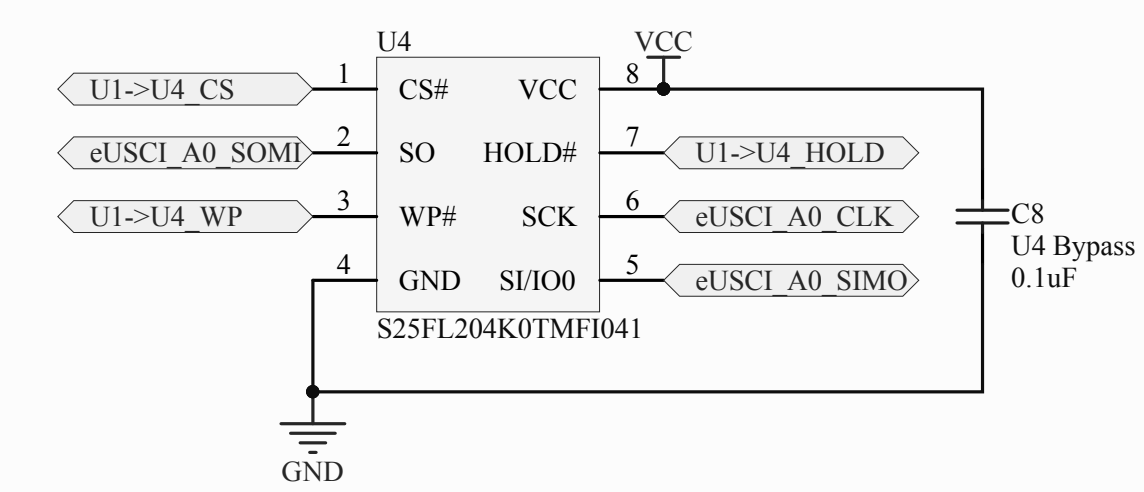 U4
VCC
U1->U4_CS 1 CS# VCC 8
eUSCI_A0_SOMI 2 SO HOLD# 7 U1->U4_HOLD
U1->U4_WP 3 WP# SCK 6 eUSCI_A0_CLK
4 GND SI/IO0 5 eUSCI_A0_SIMO
C8
U4 Bypass
0.1uF
S25FL204K0TMFI041
GND